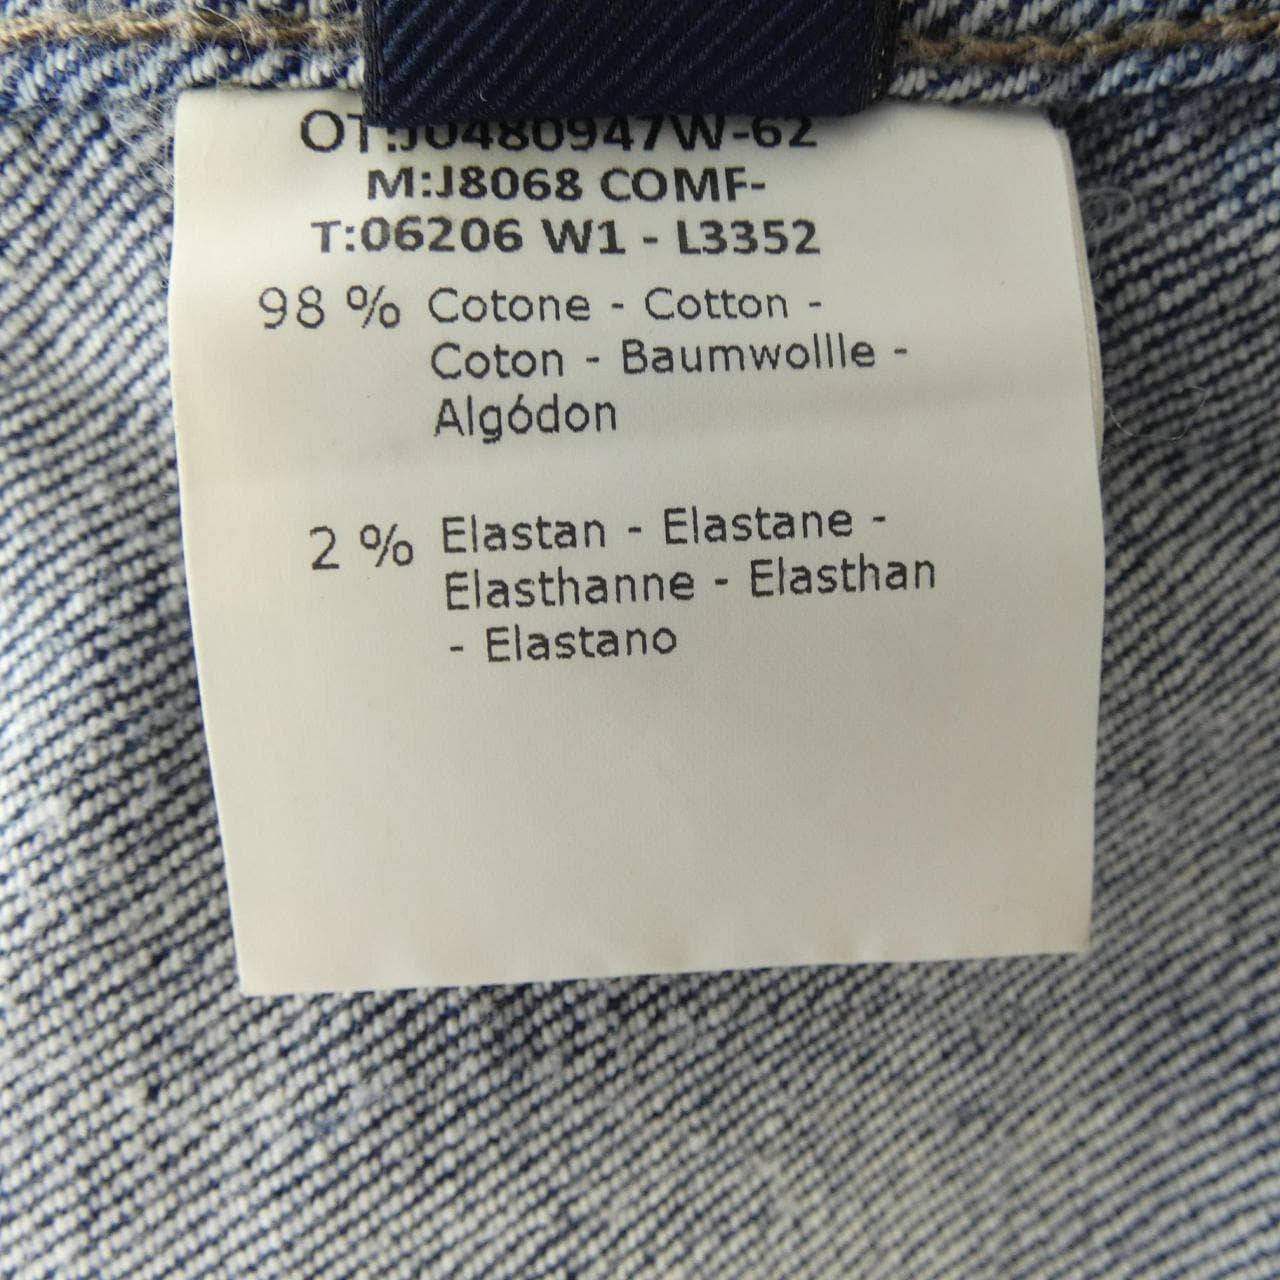 OT:J0480947W-62
M:J8068 COMF-
T:06206 W1 - L3352
98 % Cotone - Cotton -
Coton - Baumwollle -
Algódon
2 % Elastan - Elastane -
Elasthanne - Elasthan
- Elastano